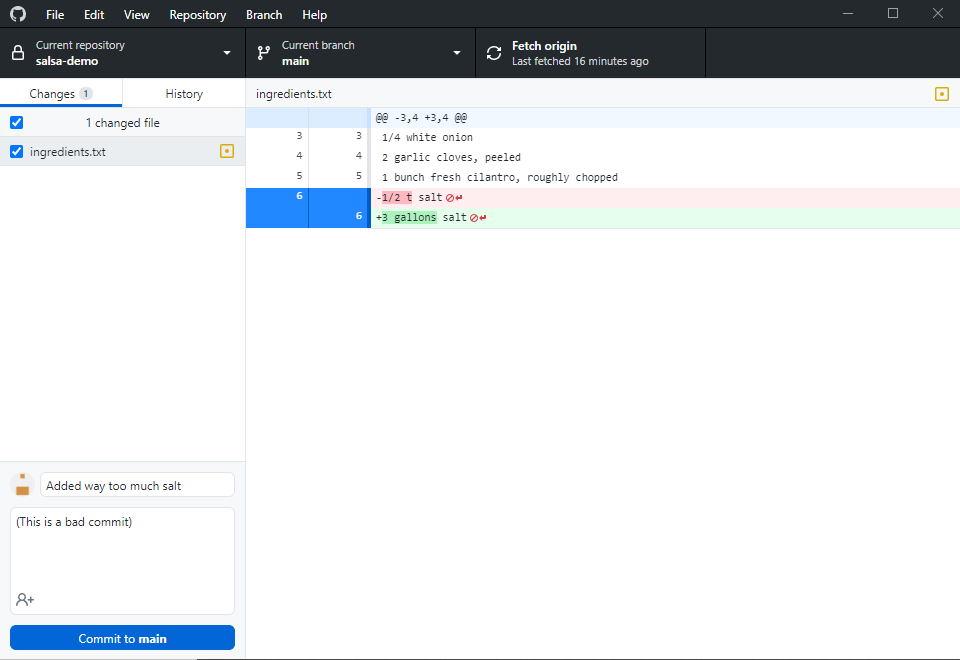 File Edit View Repository Branch Help
Current repository
salsa-demo
Current branch
main
Fetch origin
Last fetched 16 minutes ago
Changes 1 History
1 changed file
ingredients.txt
ingredients.txt
@@ -3,4 +3,4 @@
3 3 1/4 white onion
4 4 2 garlic cloves, peeled
5 5 1 bunch fresh cilantro, roughly chopped
6 -1/2 t salt
6 +3 gallons salt
Added way too much salt
(This is a bad commit)
Commit to main